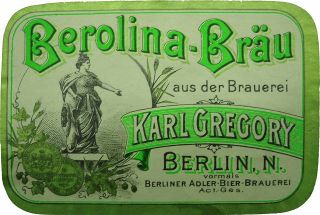 Berolina-Bräu
aus der Brauerei
KARL GREGORY
BERLIN, N.
vormals
BERLINER ADLER-BIER-BRAUEREI
Act. Ges.